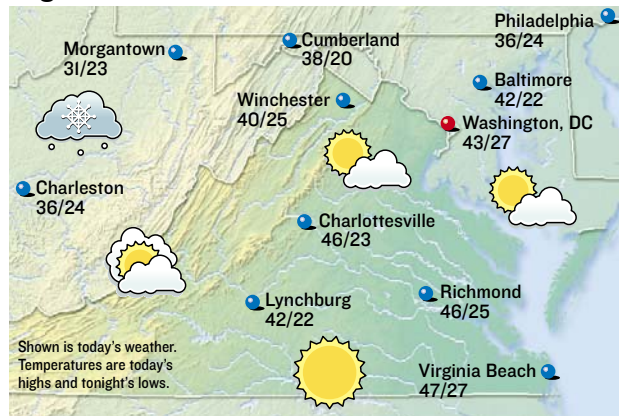 Philadelphia
36/24
Morgantown
31/23
Cumberland
38/20
Baltimore
42/22
Winchester
40/25
Washington, DC
43/27
Charleston
36/24
Charlottesville
46/23
Lynchburg
42/22
Richmond
46/25
Shown is today's weather.
Temperatures are today's
highs and tonight's lows.
Virginia Beach
47/27